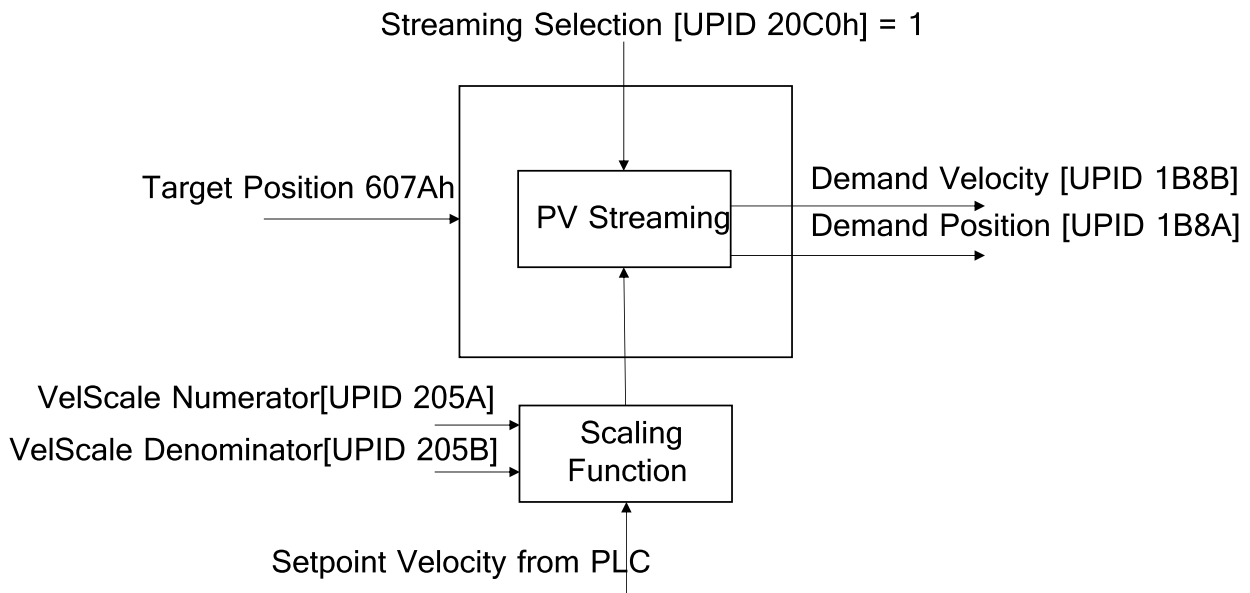 Streaming Selection [UPID 20C0h] = 1
Target Position 607Ah
PV Streaming
Demand Velocity [UPID 1B8B]
Demand Position [UPID 1B8A]
VelScale Numerator[UPID 205A]
VelScale Denominator[UPID 205B]
Scaling
Function
Setpoint Velocity from PLC